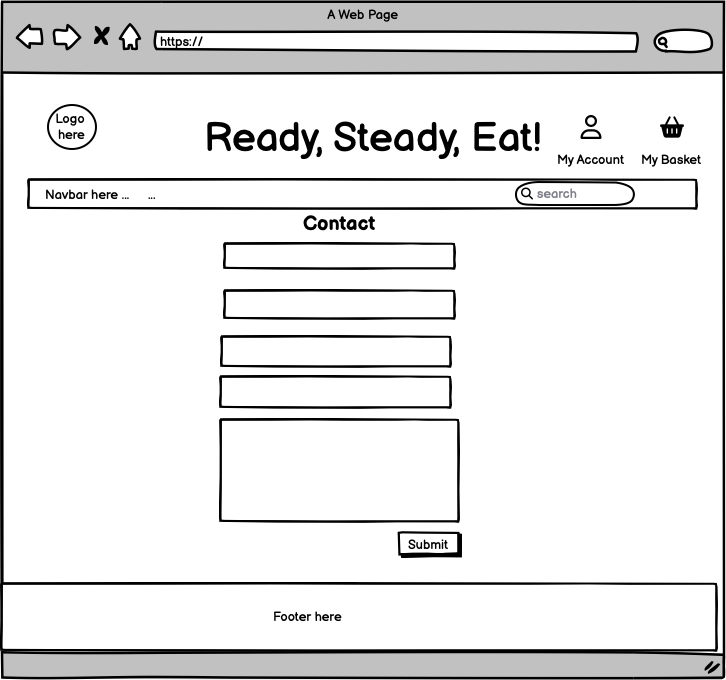 A Web Page
https://
Logo
here
Ready, Steady, Eat!
My Account
My Basket
Navbar here ... ...
search
Contact
Submit
Footer here